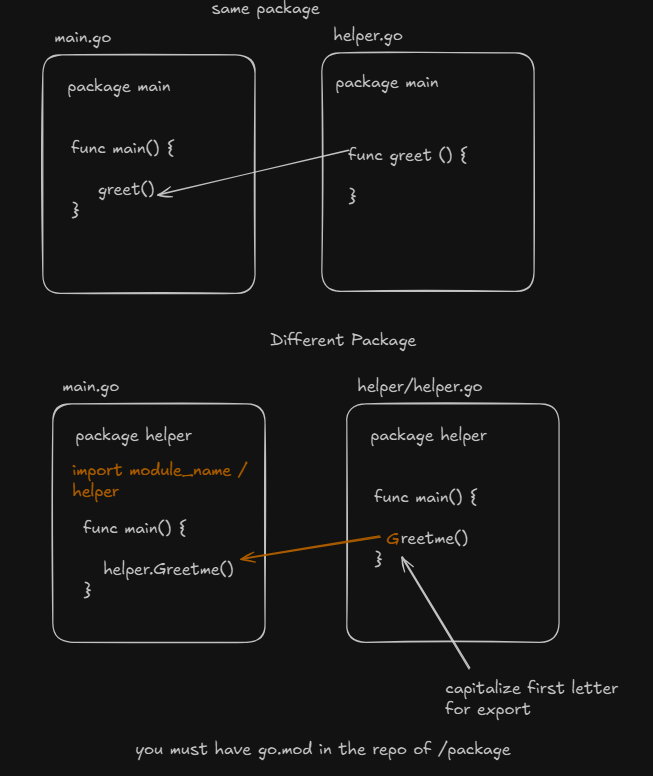 same package
main.go
helper.go
package main
package main
func main() {
func greet () {
greet()
}
}
Different Package
main.go
helper/helper.go
package helper
package helper
import module_name /
helper
func main() {
func main() {
Greetme()
helper.Greetme()
}
}
capitalize first letter
for export
you must have go.mod in the repo of /package